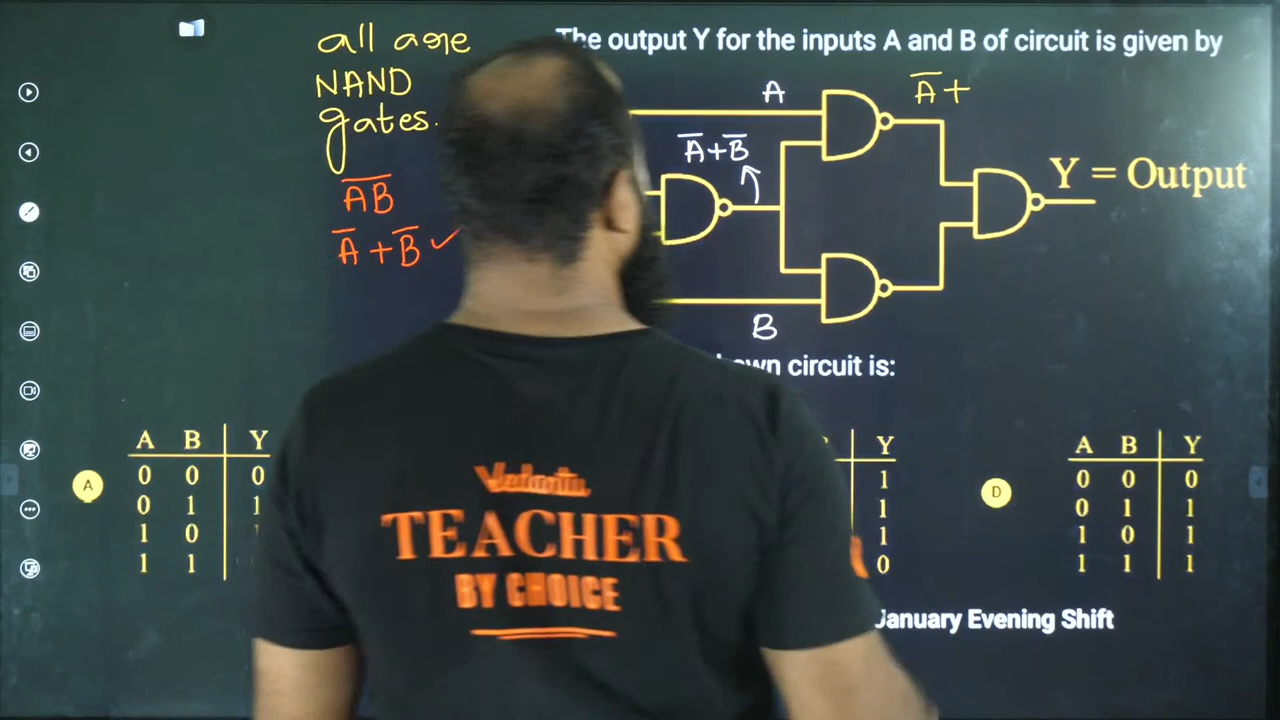 all are
NAND
gates.
AB
A + B ✓
The output Y for the inputs A and B of circuit is given by
A
A +
A + B
Y = Output
B
own circuit is:
A
A B Y
0 0 0
0 1 1
1 0
1 1
Y
1
1
1
0
D
A B Y
0 0 0
0 1 1
1 0 1
1 1 1
January Evening Shift
Vedantu
TEACHER
BY CHOICE